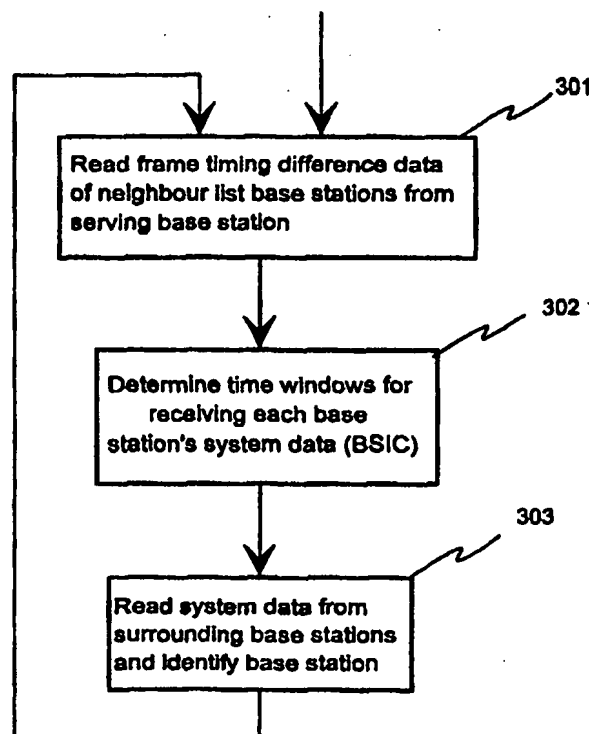 301
Read frame timing difference data
of neighbour list base stations from
serving base station
302
Determine time windows for
receiving each base
station's system data (BSIC)
303
Read system data from
surrounding base stations
and identify base station